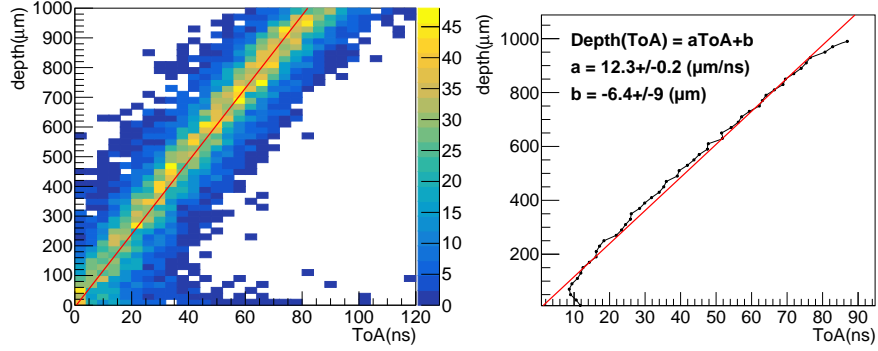 depth(μm)
1000
900
800
700
600
500
400
300
200
100
0
0 20 40 60 80 100 120
ToA(ns)
45
40
35
30
25
20
15
10
5
0
depth(μm)
1000
800
600
400
200
Depth(ToA) = aToA+b
a = 12.3+/-0.2 (μm/ns)
b = -6.4+/-9 (μm)
10 20 30 40 50 60 70 80 90
ToA(ns)